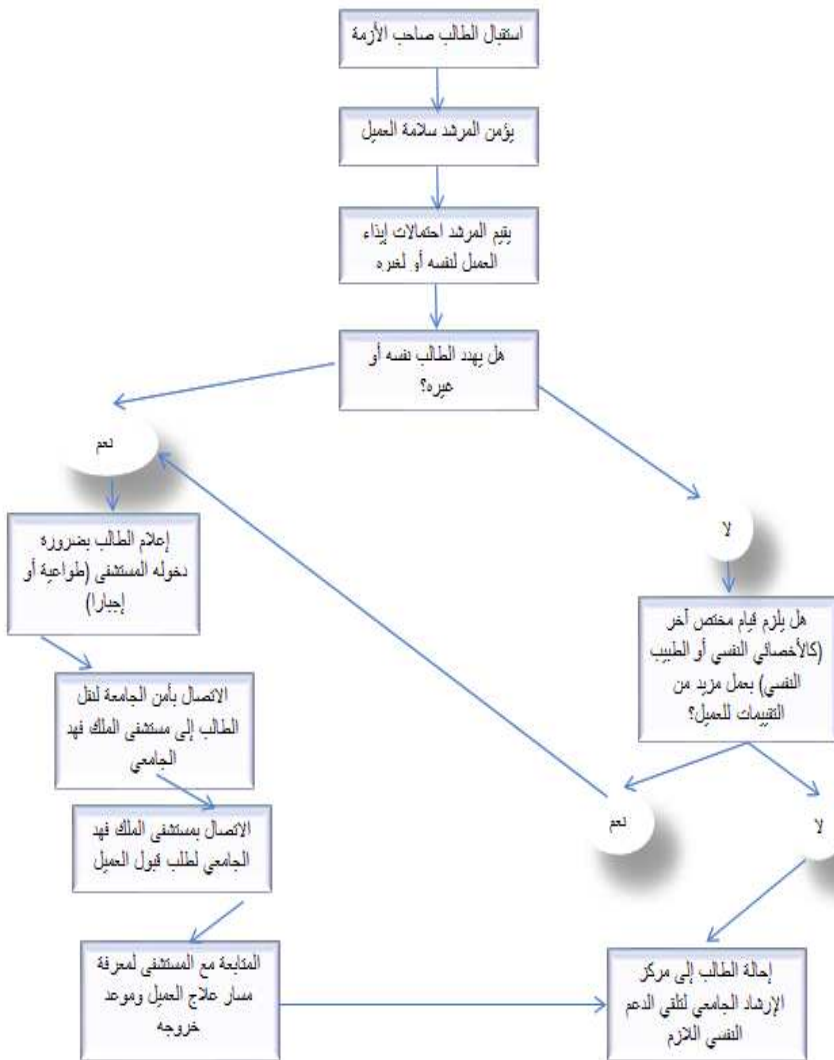 استقبال الطالب صاحب الأزمة
يؤمن المرشد سلامة العميل
يقيم المرشد احتمالات إيذاء
العميل لنفسه أو لغيره
هل يهدد الطالب نفسه أو
غيره؟
نعم
لا
إعلام الطالب بضرورة
دخوله المستشفى (طواعية أو
إجبارا)
هل يلزم قيام مختص آخر
(كالأخصائي النفسي أو الطبيب
النفسي) بعمل مزيد من
التقييمات للعميل؟
الاتصال بأمن الجامعة لنقل
الطالب إلى مستشفى الملك فهد
الجامعي
نعم
لا
الاتصال بمستشفى الملك فهد
الجامعي لطلب قبول العميل
المتابعة مع المستشفى لمعرفة
مسار علاج العميل وموعد
خروجه
إحالة الطالب إلى مركز
الإرشاد الجامعي لتلقي الدعم
النفسي اللازم